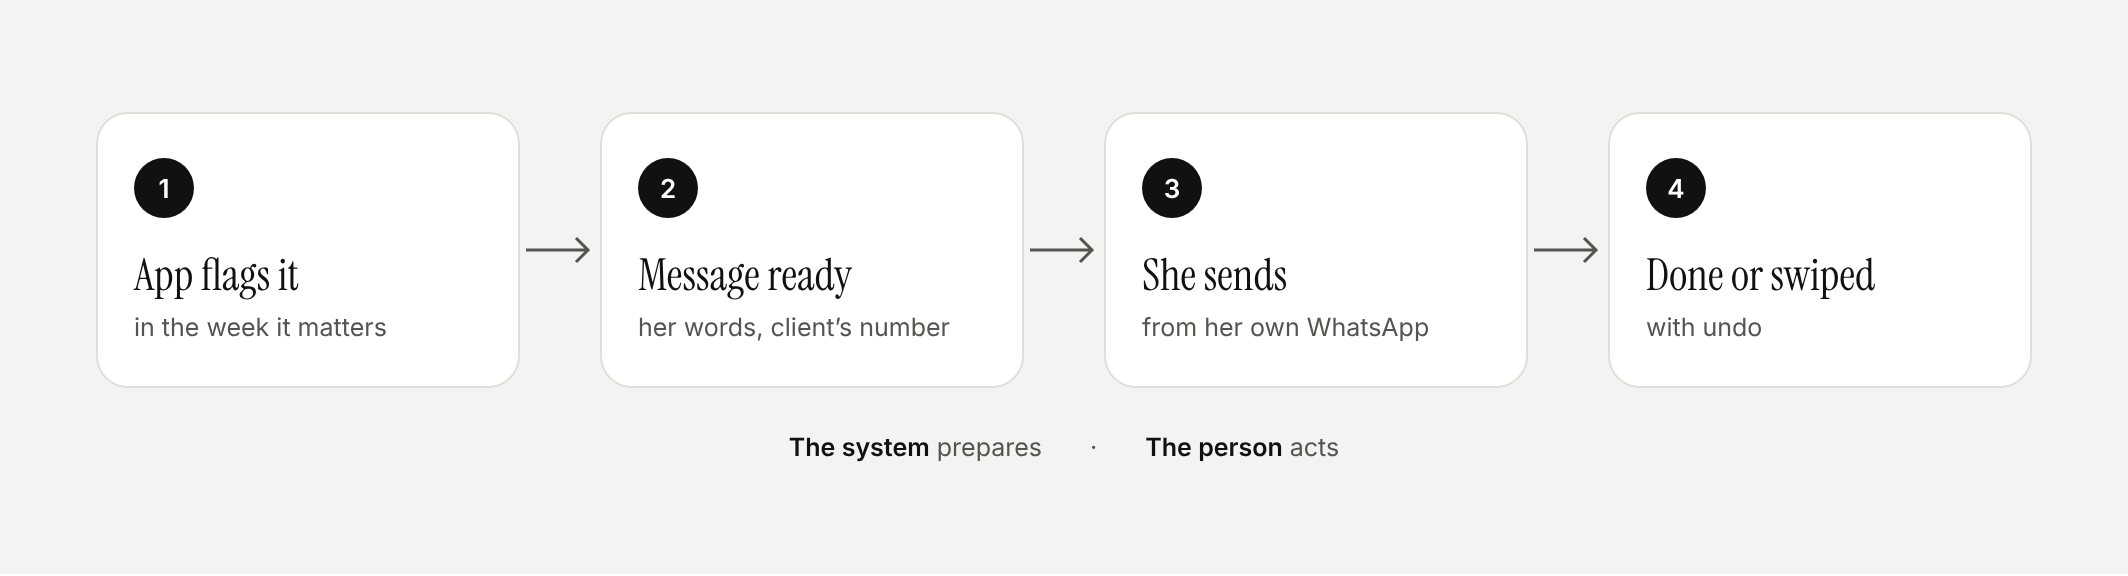 1
App flags it
in the week it matters
2
Message ready
her words, client’s number
3
She sends
from her own WhatsApp
4
Done or swiped
with undo
The system prepares · The person acts